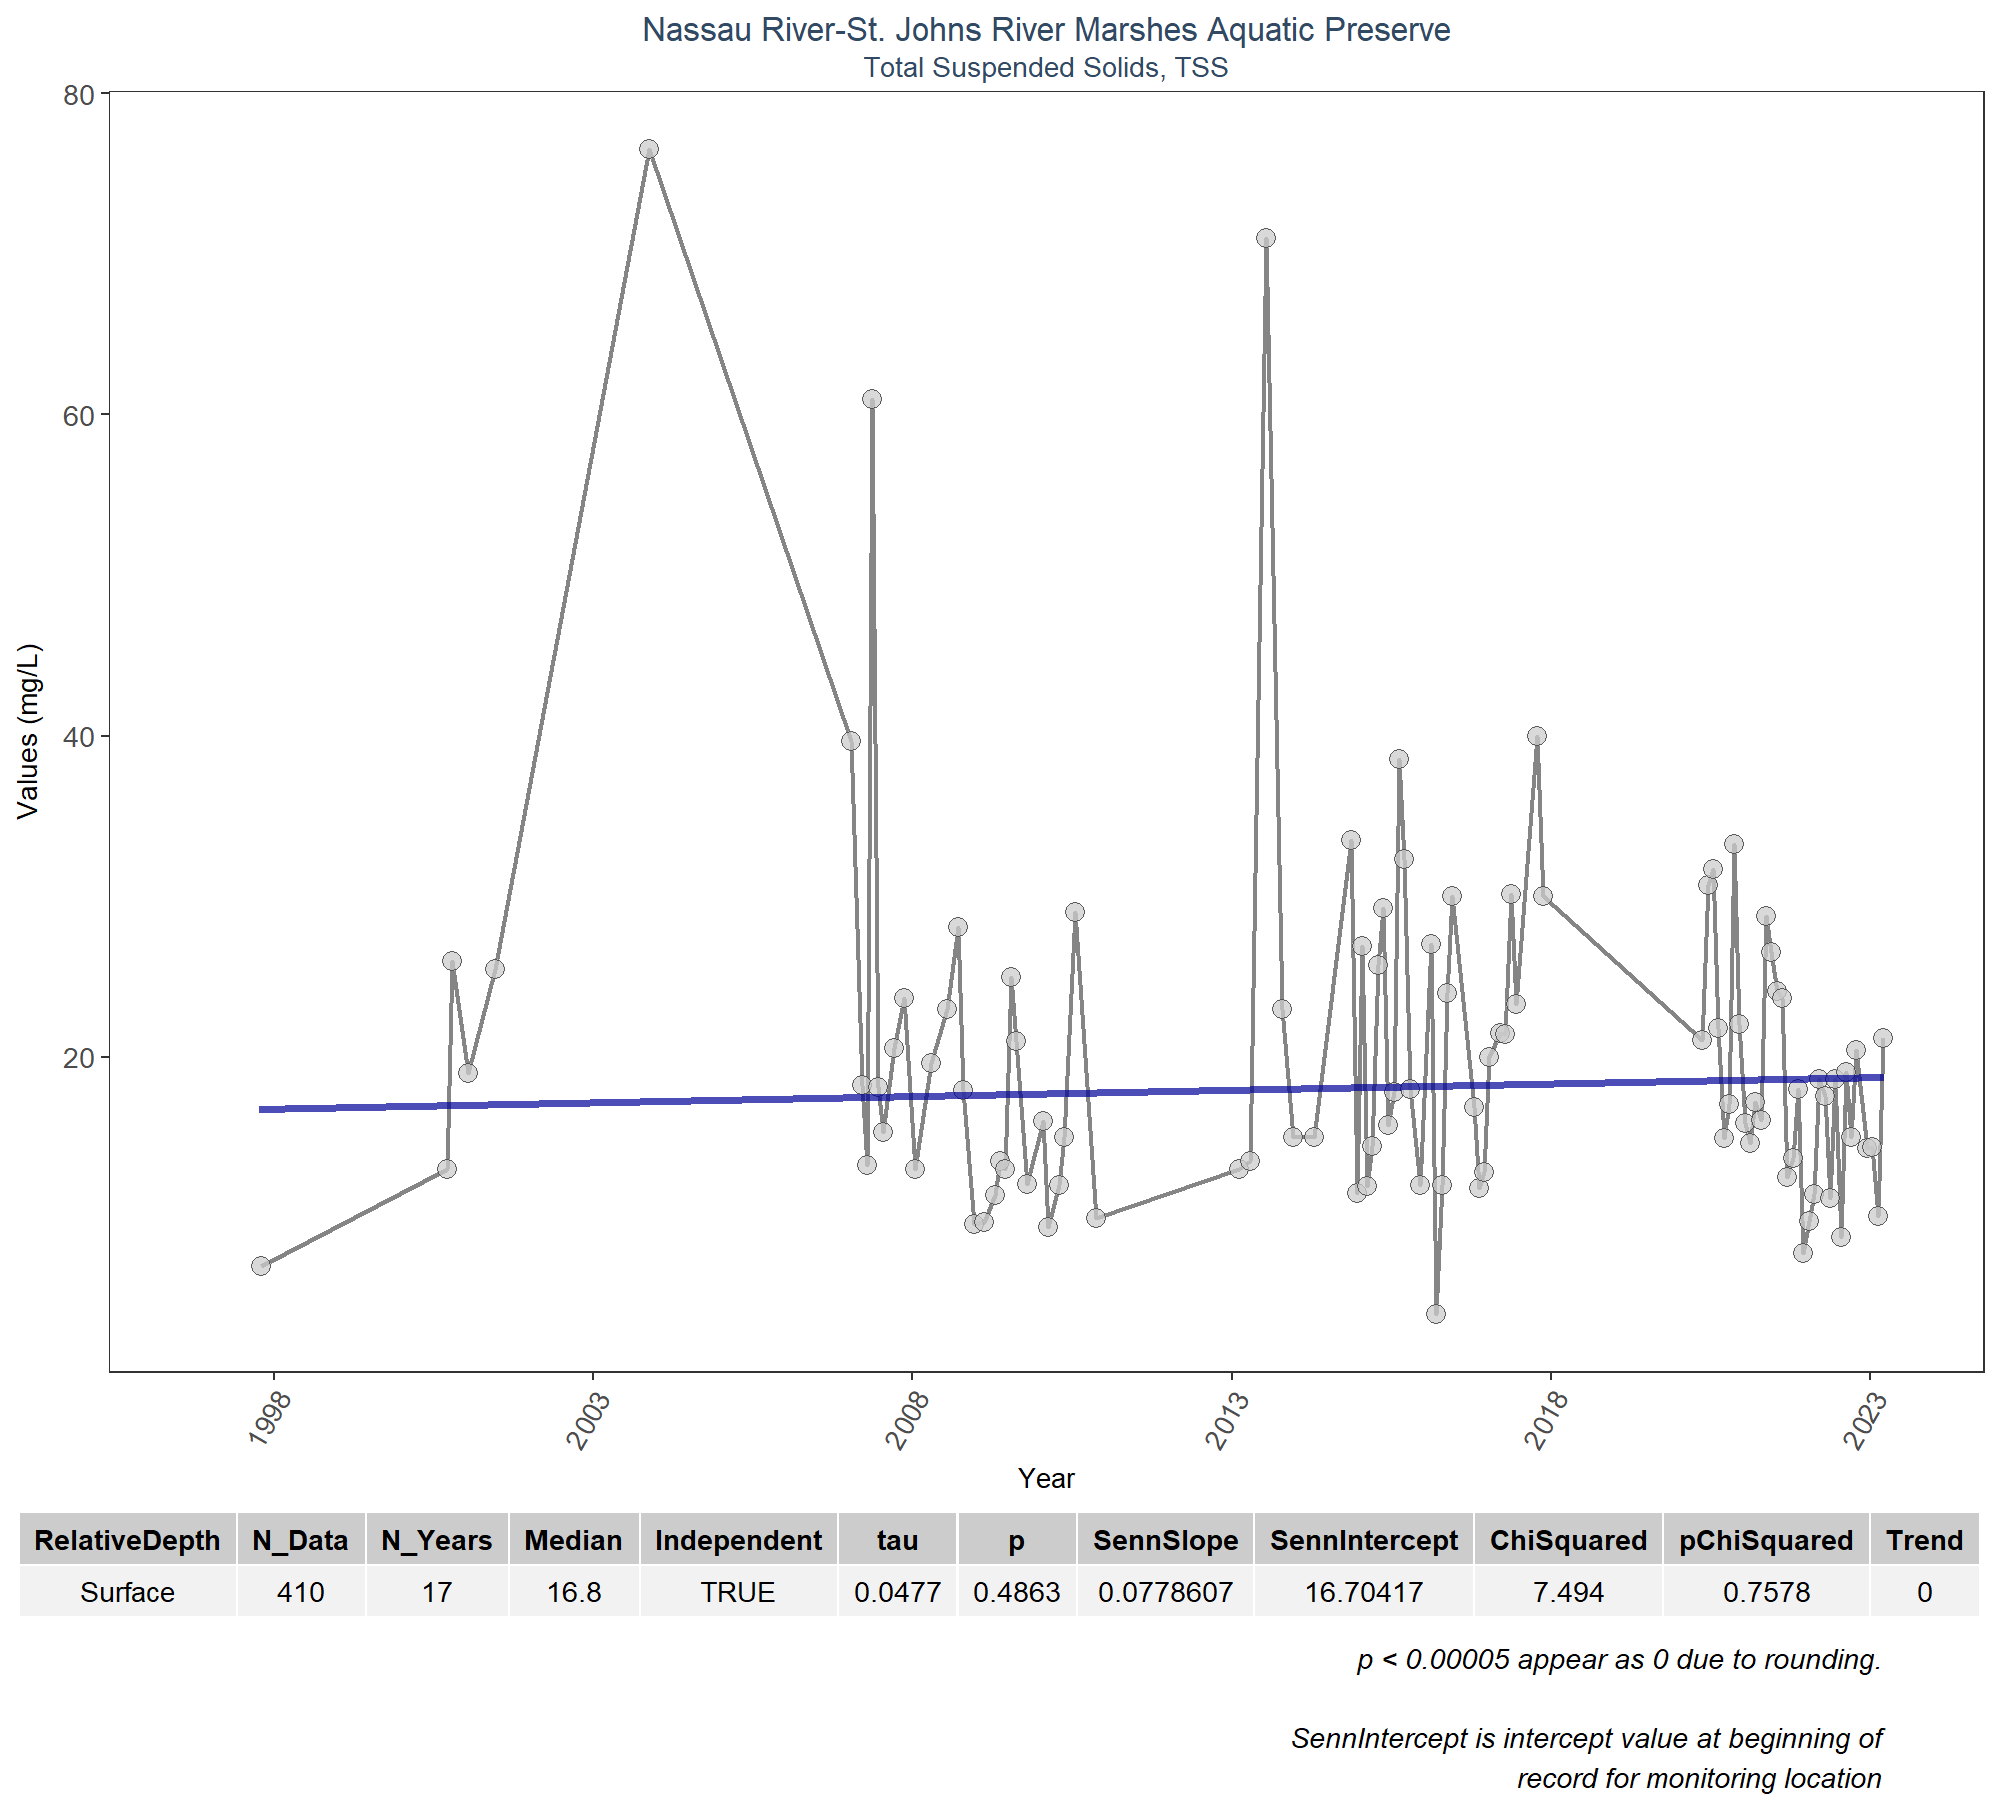 Nassau River-St. Johns River Marshes Aquatic Preserve
Total Suspended Solids, TSS
80
60
40
20
Values (mg/L)
1998 2003 2008 2013 2018 2023
Year
RelativeDepth N_Data N_Years Median Independent tau p SennSlope SennIntercept ChiSquared pChiSquared Trend
Surface 410 17 16.8 TRUE 0.0477 0.4863 0.0778607 16.70417 7.494 0.7578 0
p < 0.00005 appear as 0 due to rounding.
SennIntercept is intercept value at beginning of
record for monitoring location